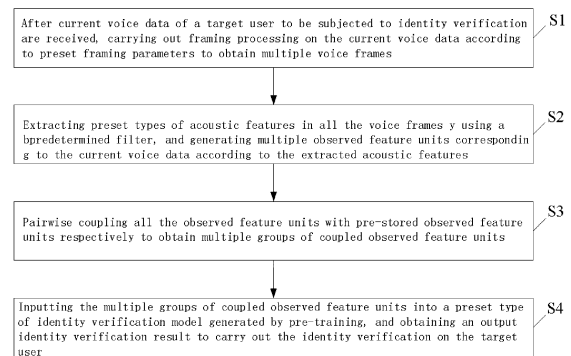 After current voice data of a target user to be subjected to identity verification
are received, carrying out framing processing on the current voice data according
to preset framing parameters to obtain multiple voice frames
S1
Extracting preset types of acoustic features in all the voice frames y using a
bpredetermined filter, and generating multiple observed feature units correspondin
g to the current voice data according to the extracted acoustic features
S2
Pairwise coupling all the observed feature units with pre-stored observed feature
units respectively to obtain multiple groups of coupled observed feature units
S3
Inputting the multiple groups of coupled observed feature units into a preset type
of identity verification model generated by pre-training, and obtaining an output
identity verification result to carry out the identity verification on the target
user
S4